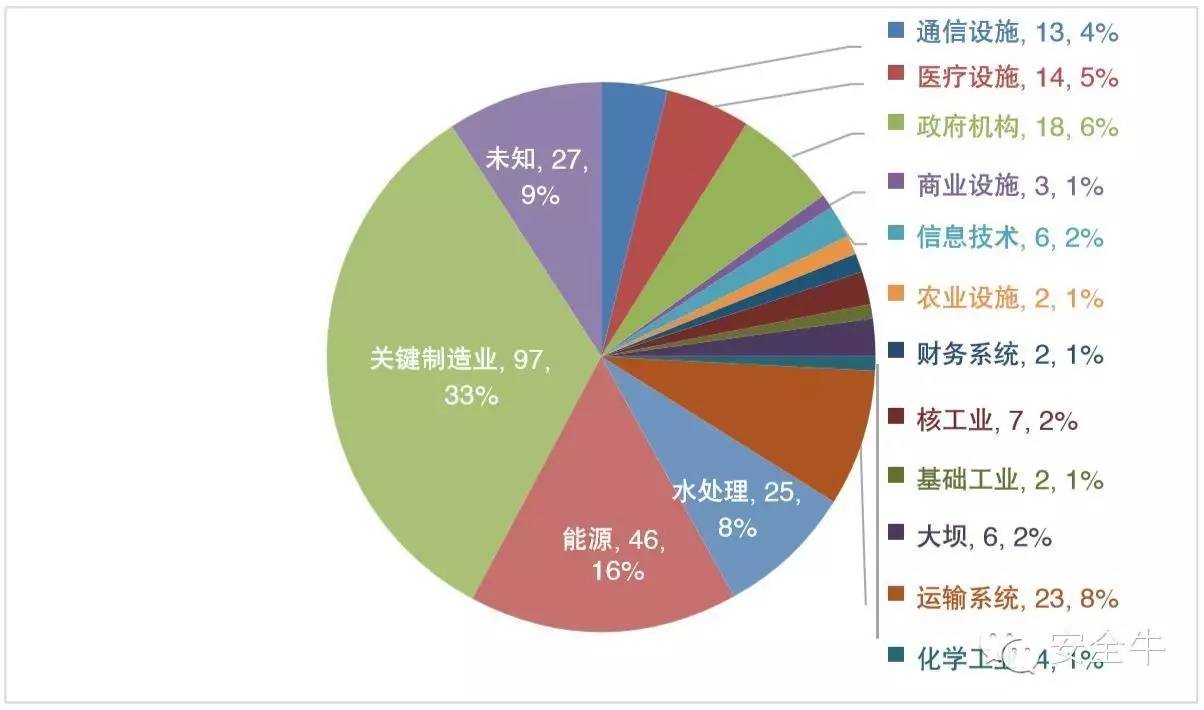 通信设施, 13, 4%
医疗设施, 14, 5%
政府机构, 18, 6%
商业设施, 3, 1%
信息技术, 6, 2%
农业设施, 2, 1%
财务系统, 2, 1%
核工业, 7, 2%
基础工业, 2, 1%
大坝, 6, 2%
运输系统, 23, 8%
化学工业, 4, 1%
未知, 27,
9%
关键制造业, 97,
33%
水处理, 25,
8%
能源, 46,
16%
安全牛